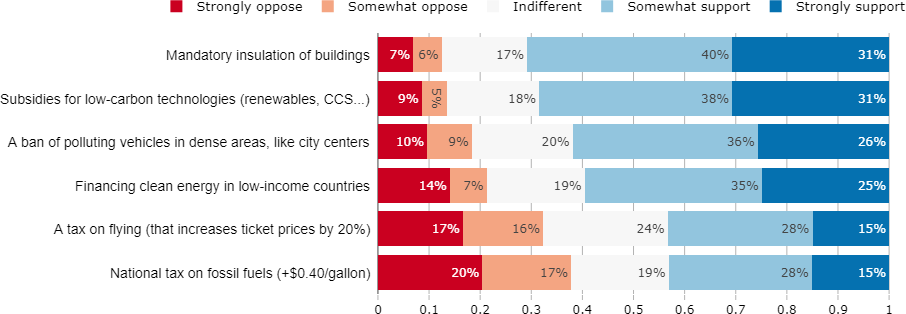 Strongly oppose Somewhat oppose Indifferent Somewhat support Strongly support
Mandatory insulation of buildings 7% 6% 17% 40% 31%
Subsidies for low-carbon technologies (renewables, CCS...) 9% 5% 18% 38% 31%
A ban of polluting vehicles in dense areas, like city centers 10% 9% 20% 36% 26%
Financing clean energy in low-income countries 14% 7% 19% 35% 25%
A tax on flying (that increases ticket prices by 20%) 17% 16% 24% 28% 15%
National tax on fossil fuels (+$0.40/gallon) 20% 17% 19% 28% 15%
0 0.1 0.2 0.3 0.4 0.5 0.6 0.7 0.8 0.9 1